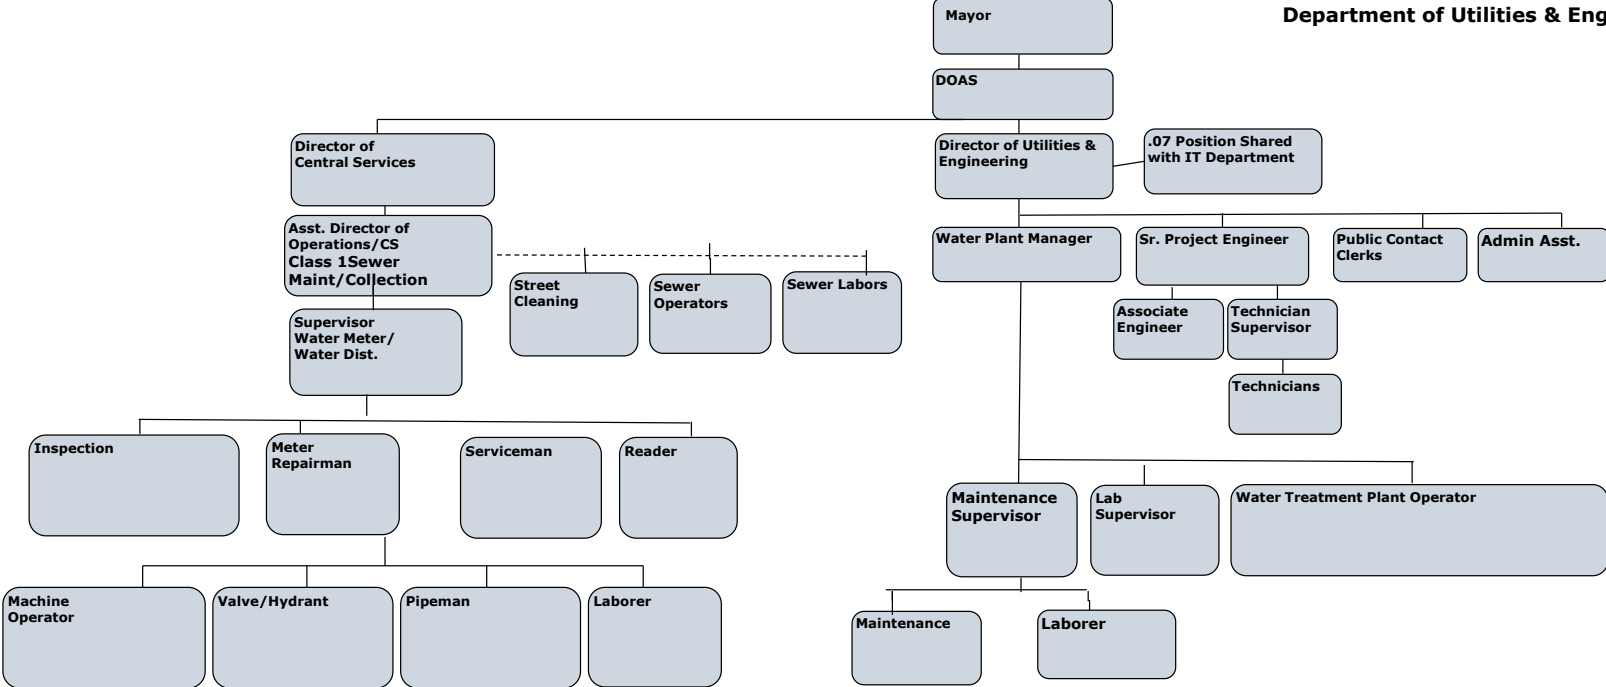 Mayor
Department of Utilities & Eng
DOAS
Director of
Central Services
Director of Utilities &
Engineering
.07 Position Shared
with IT Department
Asst. Director of
Operations/CS
Class 1Sewer
Maint/Collection
Water Plant Manager
Sr. Project Engineer
Public Contact
Clerks
Admin Asst.
Street
Cleaning
Sewer
Operators
Sewer Labors
Supervisor
Water Meter/
Water Dist.
Associate
Engineer
Technician
Supervisor
Technicians
Inspection
Meter
Repairman
Serviceman
Reader
Maintenance
Supervisor
Lab
Supervisor
Water Treatment Plant Operator
Machine
Operator
Valve/Hydrant
Pipeman
Laborer
Maintenance
Laborer